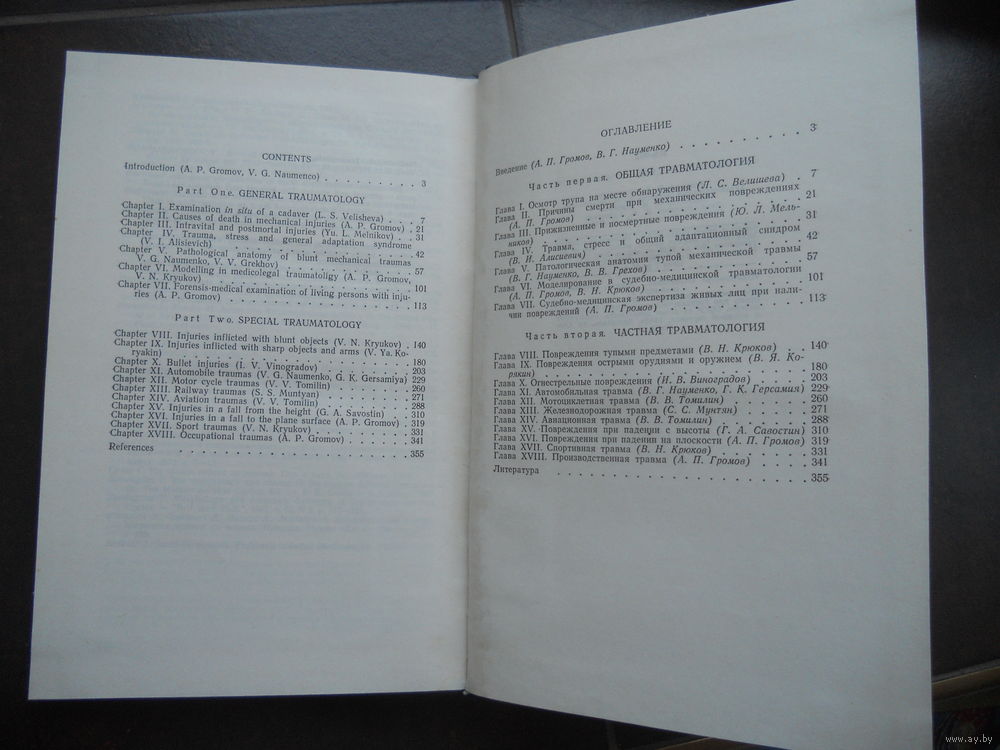 CONTENTS
Introduction (A. P. Gromov, V. G. Naumenco) . . . . . . . . . 3
Part One. GENERAL TRAUMATOLOGY
Chapter I. Examination in situ of a cadaver (L. S. Velisheva) . . . 7
Chapter II. Causes of death in mechanical injuries (A. P. Gromov) . 21
Chapter III. Intravital and postmortal injuries (Yu. L. Melnikov) . . 31
Chapter IV. Trauma, stress and general adaptation syndrome
(V. I. Alisievich) . . . . . . . . . . . . . 42
Chapter V. Pathological anatomy of blunt mechanical traumas
V. G. Naumenko, V. V. Grekhov) . . . . . . . . . 57
Chapter VI. Modelling in medicolegal traumatoligy (A. P. Gromov,
V. N. Kryukov) . . . . . . . . . . . . . 101
Chapter VII. Forensis-medical examination of living persons with inju-
ries (A. P. Gromov) . . . . . . . . . . . . 113
Part Two. SPECIAL TRAUMATOLOGY
Chapter VIII. Injuries inflicted with blunt objects (V. N. Kryukov) . 140
Chapter IX. Injuries inflicted with sharp objects and arms (V. Ya. Ko-
ryakin) . . . . . . . . . . . . . . . 180
Chapter X. Bullet injuries (I. V. Vinogradov) . . . . . . . 203
Chapter XI. Automobile traumas (V. G. Naumenko, G. K. Gersamiya) 229
Chapter XII. Motor cycle traumas (V. V. Tomilin) . . . . . . 260
Chapter XIII. Railway traumas (S. S. Muntyan) . . . . . . 271
Chapter XIV. Aviation traumas (V. V. Tomilin) . . . . . . 288
Chapter XV. Injuries in a fall from the height (G. A. Savostin) . . . 310
Chapter XVI. Injuries in a fall to the plane surface (A. P. Gromov) . 319
Chapter XVII. Sport traumas (V. N. Kryukov) . . . . . . . 331
Chapter XVIII. Occupational traumas (A. P. Gromov) . . . . . 341
References . . . . . . . . . . . . . . . 355
ОГЛАВЛЕНИЕ
Введение (А. П. Громов, В. Г. Науменко) . . . . . . . . . 3
Часть первая. ОБЩАЯ ТРАВМАТОЛОГИЯ
Глава I. Осмотр трупа на месте обнаружения (Л. С. Велишева) . . 7
Глава II. Причины смерти при механических повреждениях
(А. П. Громов) . . . . . . . . . . . . . 21
Глава III. Прижизненные и посмертные повреждения (Ю. Л. Мель-
ников) . . . . . . . . . . . . . . . 31
Глава IV. Травма, стресс и общий адаптационный синдром
(В. И. Алисиевич) . . . . . . . . . . . . . 42
Глава V. Патологическая анатомия тупой механической травмы
(В. Г. Науменко, В. В. Грехов) . . . . . . . . . 57
Глава VI. Моделирование в судебно-медицинской травматологии
(А. П. Громов, В. Н. Крюков) . . . . . . . . . 101
Глава VII. Судебно-медицинская экспертиза живых лиц при нали-
чии повреждений (А. П. Громов) . . . . . . . . 113
Часть вторая. ЧАСТНАЯ ТРАВМАТОЛОГИЯ
Глава VIII. Повреждения тупыми предметами (В. Н. Крюков) . . 140
Глава IX. Повреждения острыми орудиями и оружием (В. Я. Ко-
рякин) . . . . . . . . . . . . . . . 180
Глава X. Огнестрельные повреждения (И. В. Виноградов) . . . 203
Глава XI. Автомобильная травма (В. Г. Науменко, Г. К. Герсамия) 229
Глава XII. Мотоциклетная травма (В. В. Томилин) . . . . . 260
Глава XIII. Железнодорожная травма (С. С. Мунтян) . . . . 271
Глава XIV. Авиационная травма (В. В. Томилин) . . . . . . 288
Глава XV. Повреждения при падении с высоты (Г. А. Савостин) . 310
Глава XVI. Повреждения при падении на плоскости (А. П. Громов) 319
Глава XVII. Спортивная травма (В. Н. Крюков) . . . . . . 331
Глава XVIII. Производственная травма (А. П. Громов) . . . . 341
Литература . . . . . . . . . . . . . . . 355
www.ay.by